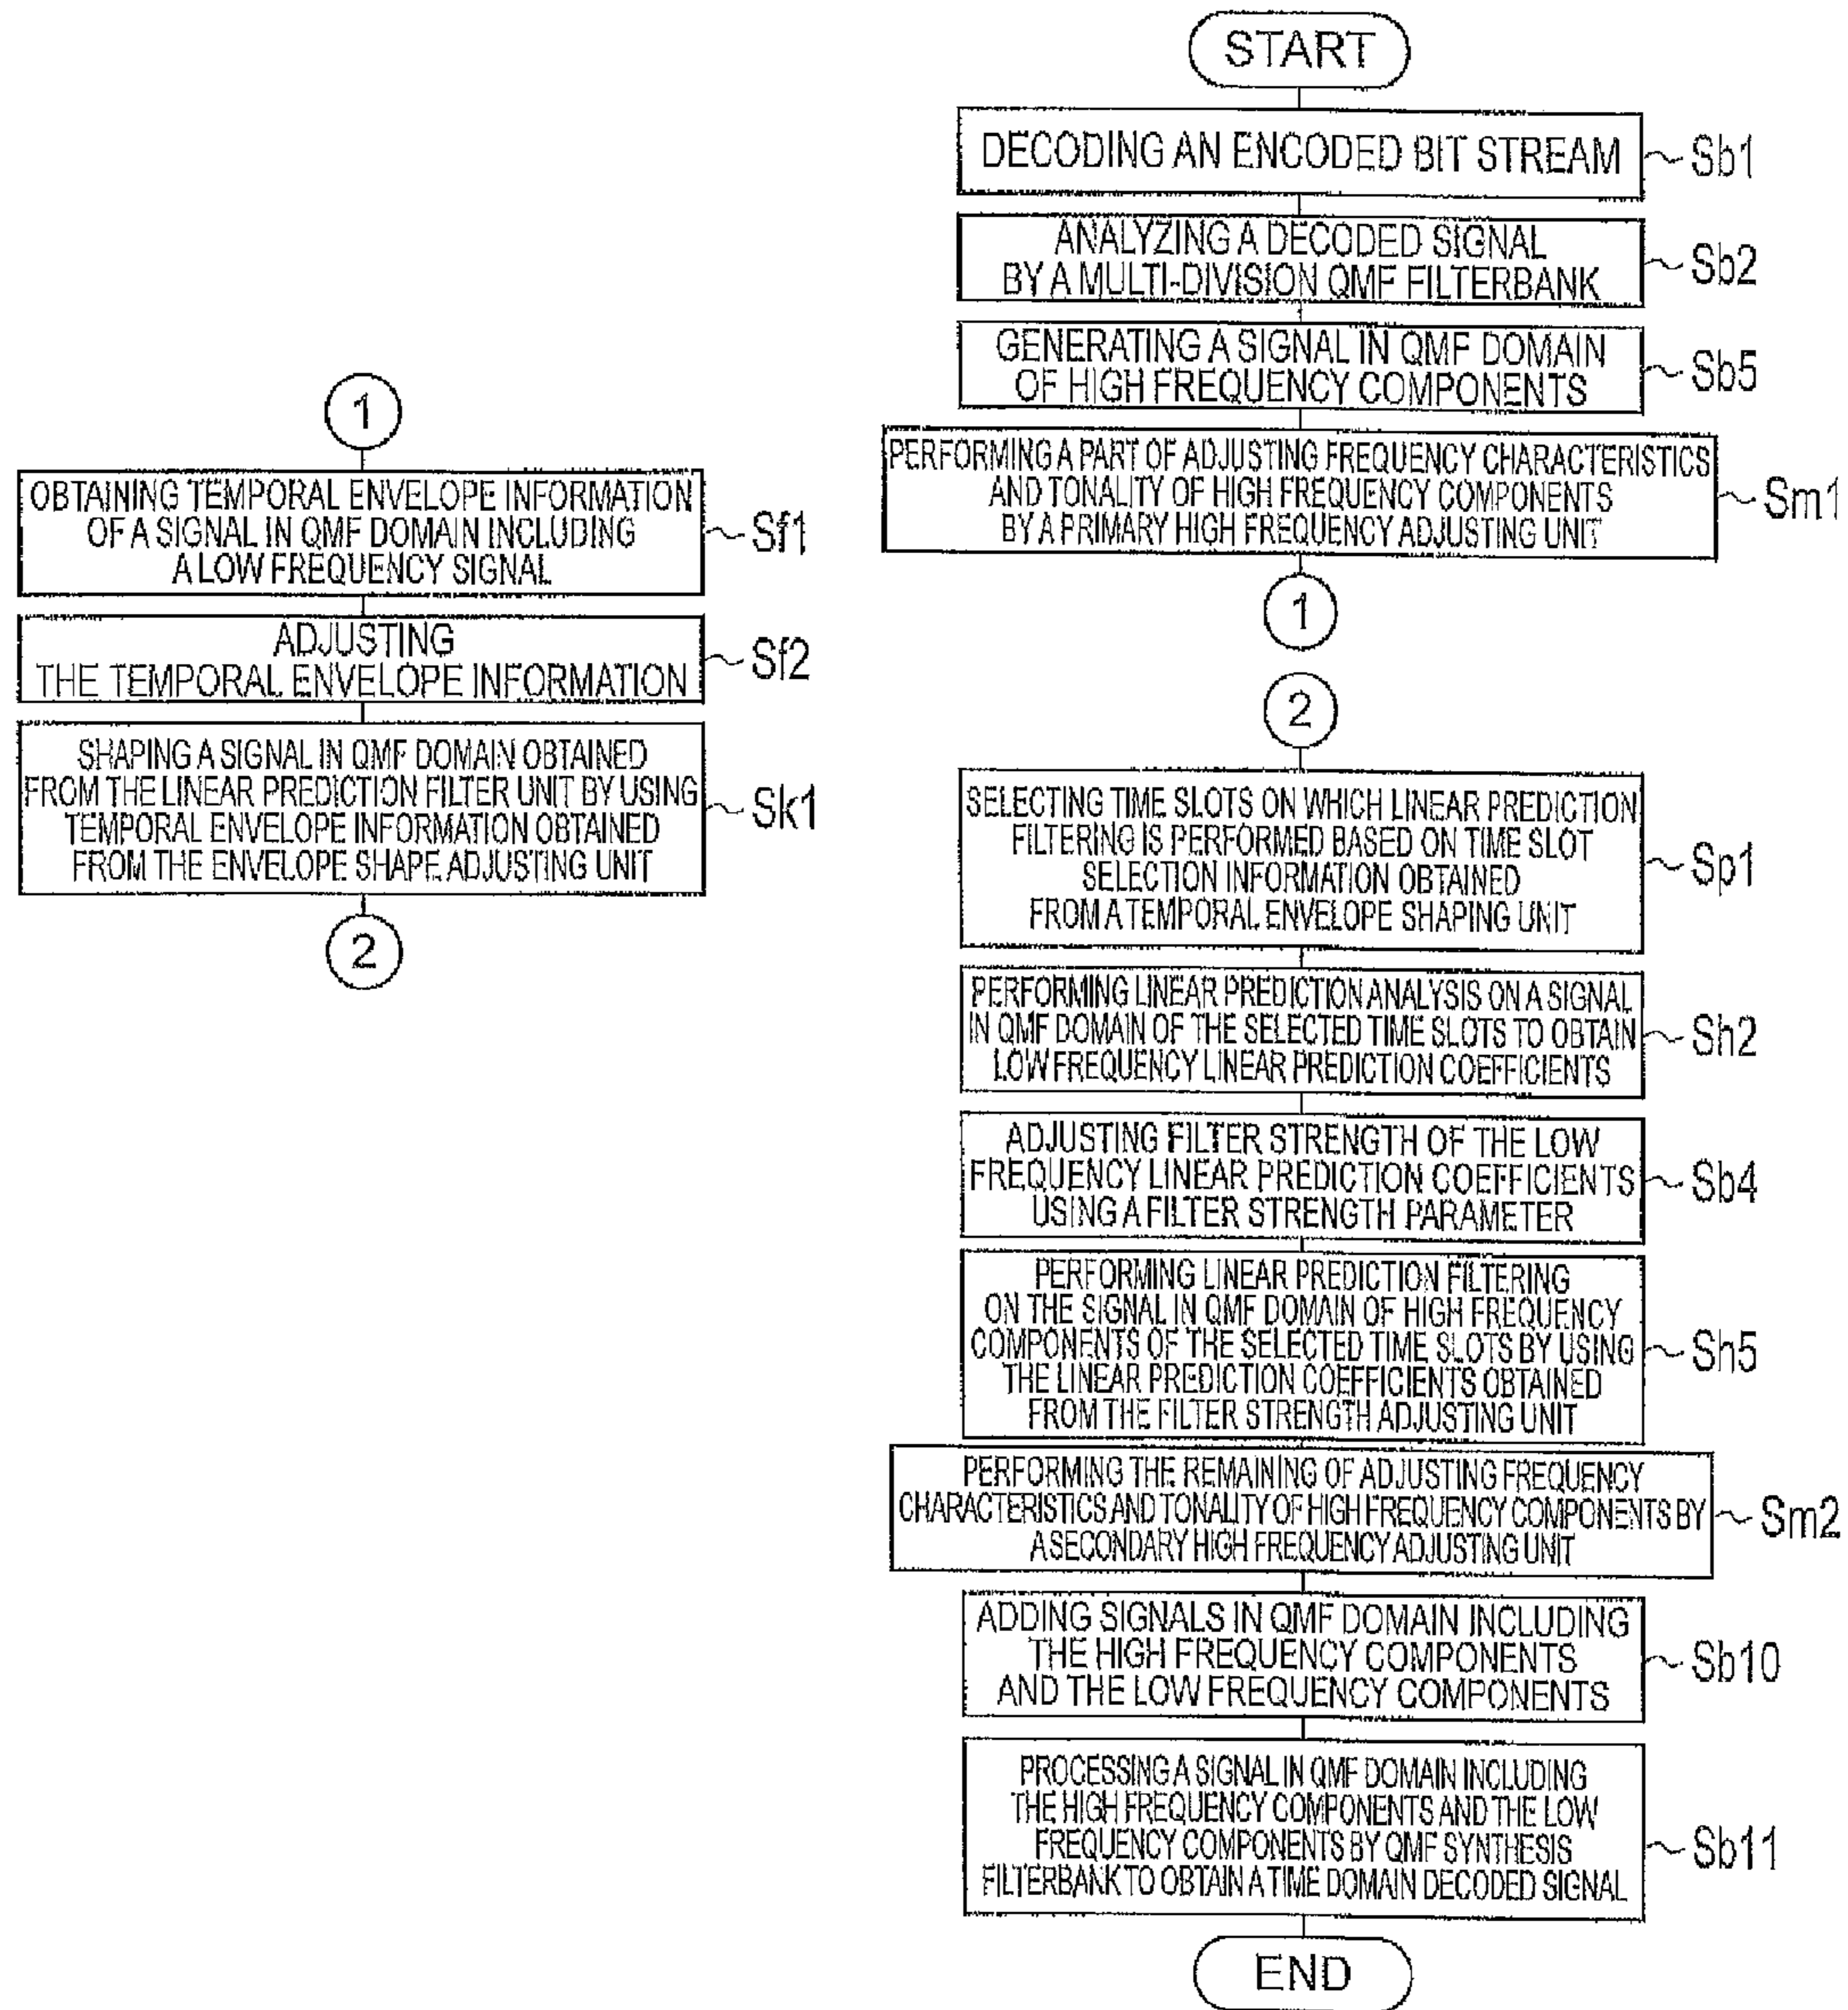 START
DECODING AN ENCODED BIT STREAM
~Sb1
ANALYZING A DECODED SIGNAL
BY A MULTI-DIVISION QMF FILTERBANK
~Sb2
GENERATING A SIGNAL IN QMF DOMAIN
OF HIGH FREQUENCY COMPONENTS
~Sb5
PERFORMING A PART OF ADJUSTING FREQUENCY CHARACTERISTICS
AND TONALITY OF HIGH FREQUENCY COMPONENTS
BY A PRIMARY HIGH FREQUENCY ADJUSTING UNIT
~Sm1
1
1
OBTAINING TEMPORAL ENVELOPE INFORMATION
OF A SIGNAL IN QMF DOMAIN INCLUDING
A LOW FREQUENCY SIGNAL
~Sf1
ADJUSTING
THE TEMPORAL ENVELOPE INFORMATION
~Sf2
SHAPING A SIGNAL IN QMF DOMAIN OBTAINED
FROM THE LINEAR PREDICTION FILTER UNIT BY USING
TEMPORAL ENVELOPE INFORMATION OBTAINED
FROM THE ENVELOPE SHAPE ADJUSTING UNIT
~Sk1
2
2
SELECTING TIME SLOTS ON WHICH LINEAR PREDICTION
FILTERING IS PERFORMED BASED ON TIME SLOT
SELECTION INFORMATION OBTAINED
FROM A TEMPORAL ENVELOPE SHAPING UNIT
~Sp1
PERFORMING LINEAR PREDICTION ANALYSIS ON A SIGNAL
IN QMF DOMAIN OF THE SELECTED TIME SLOTS TO OBTAIN
LOW FREQUENCY LINEAR PREDICTION COEFFICIENTS
~Sh2
ADJUSTING FILTER STRENGTH OF THE LOW
FREQUENCY LINEAR PREDICTION COEFFICIENTS
USING A FILTER STRENGTH PARAMETER
~Sb4
PERFORMING LINEAR PREDICTION FILTERING
ON THE SIGNAL IN QMF DOMAIN OF HIGH FREQUENCY
COMPONENTS OF THE SELECTED TIME SLOTS BY USING
THE LINEAR PREDICTION COEFFICIENTS OBTAINED
FROM THE FILTER STRENGTH ADJUSTING UNIT
~Sh5
PERFORMING THE REMAINING OF ADJUSTING FREQUENCY
CHARACTERISTICS AND TONALITY OF HIGH FREQUENCY COMPONENTS BY
A SECONDARY HIGH FREQUENCY ADJUSTING UNIT
~Sm2
ADDING SIGNALS IN QMF DOMAIN INCLUDING
THE HIGH FREQUENCY COMPONENTS
AND THE LOW FREQUENCY COMPONENTS
~Sb10
PROCESSING A SIGNAL IN QMF DOMAIN INCLUDING
THE HIGH FREQUENCY COMPONENTS AND THE LOW
FREQUENCY COMPONENTS BY QMF SYNTHESIS
FILTERBANK TO OBTAIN A TIME DOMAIN DECODED SIGNAL
~Sb11
END